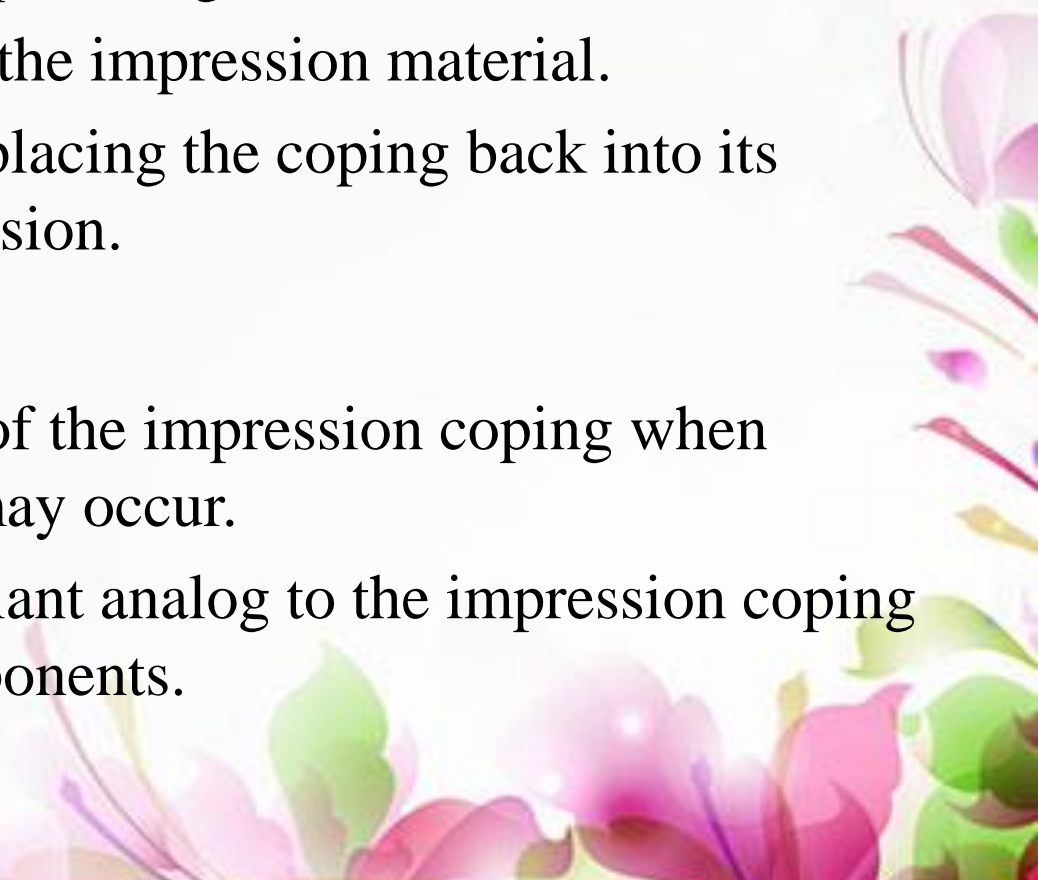 the impression material.
placing the coping back into its
sion.
of the impression coping when
may occur.
lant analog to the impression coping
ponents.